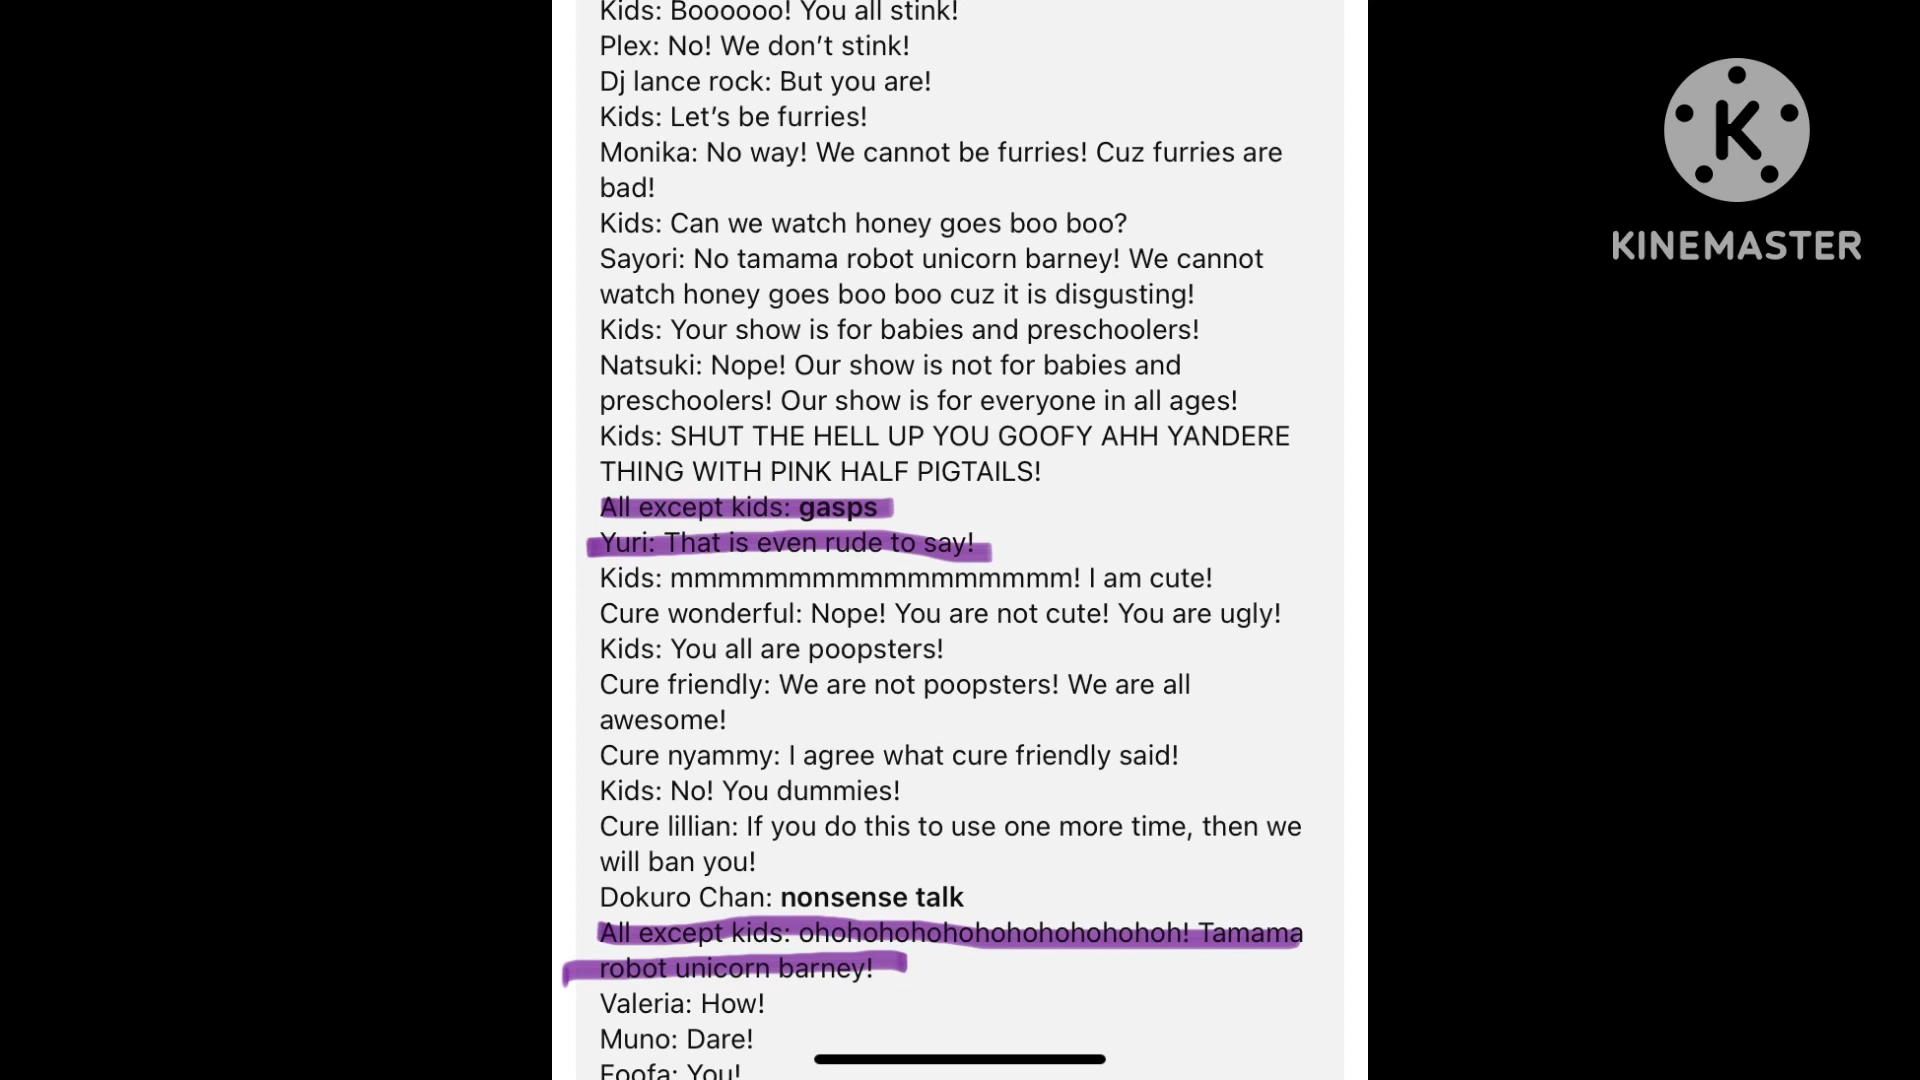 Kids: Boooooo! You all stink!
Plex: No! We don’t stink!
Dj lance rock: But you are!
Kids: Let’s be furries!
Monika: No way! We cannot be furries! Cuz furries are
bad!
Kids: Can we watch honey goes boo boo?
Sayori: No tamama robot unicorn barney! We cannot
watch honey goes boo boo cuz it is disgusting!
Kids: Your show is for babies and preschoolers!
Natsuki: Nope! Our show is not for babies and
preschoolers! Our show is for everyone in all ages!
Kids: SHUT THE HELL UP YOU GOOFY AHH YANDERE
THING WITH PINK HALF PIGTAILS!
All except kids: gasps
Yuri: That is even rude to say!
Kids: mmmmmmmmmmmmmmmmm! I am cute!
Cure wonderful: Nope! You are not cute! You are ugly!
Kids: You all are poopsters!
Cure friendly: We are not poopsters! We are all
awesome!
Cure nyammy: I agree what cure friendly said!
Kids: No! You dummies!
Cure lillian: If you do this to use one more time, then we
will ban you!
Dokuro Chan: nonsense talk
All except kids: ohohohohohohohohohohohoh! Tamama
robot unicorn barney!
Valeria: How!
Muno: Dare!
Foofa: You!
K
KINEMASTER